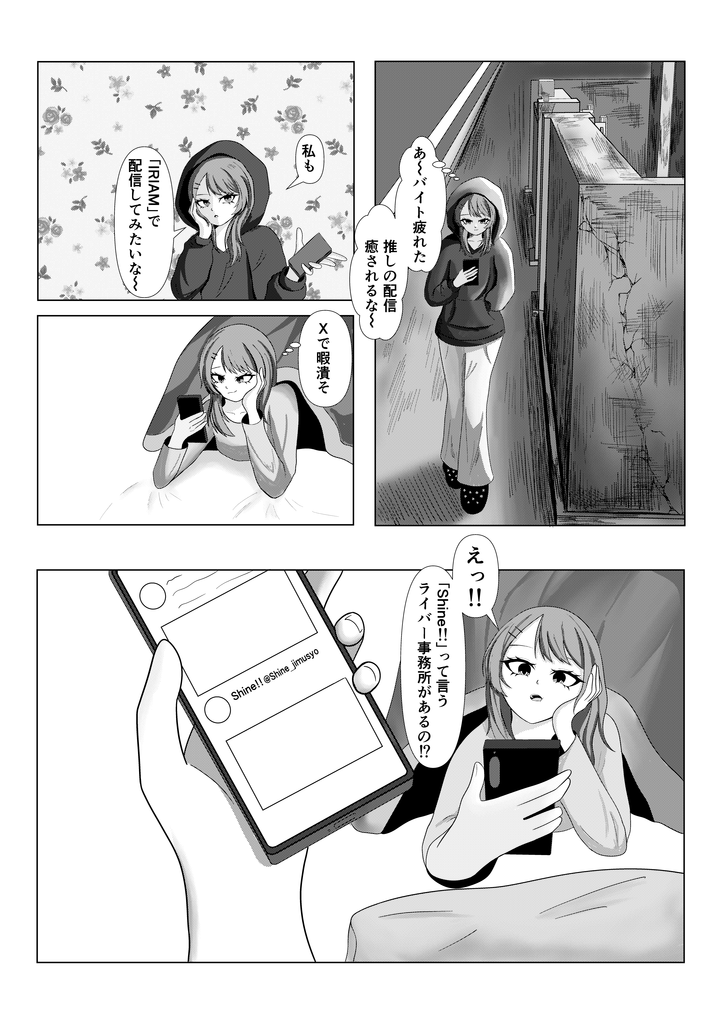 あ〜バイト疲れた
推しの配信
癒されるな〜
私も
「IRIAM」で
配信してみたいな〜
Xで暇潰そ
えっ!!
「Shine!!」って言う
ライバー事務所があるの!?
Shine!!@Shine_jimusyo